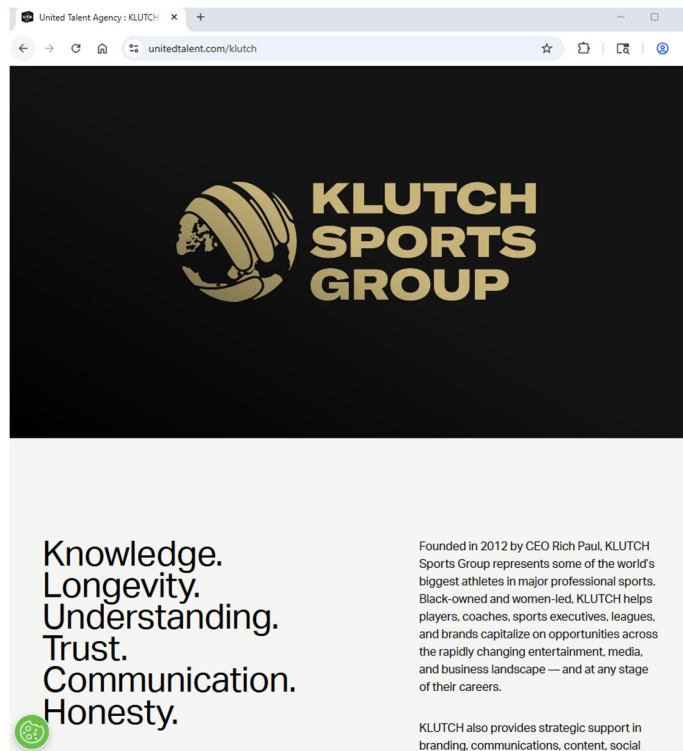 United Talent Agency : KLUTCH
unitedtalent.com/klutch
KLUTCH
SPORTS
GROUP
Knowledge.
Longevity.
Understanding.
Trust.
Communication.
Honesty.
Founded in 2012 by CEO Rich Paul, KLUTCH
Sports Group represents some of the world's
biggest athletes in major professional sports.
Black-owned and women-led, KLUTCH helps
players, coaches, sports executives, leagues,
and brands capitalize on opportunities across
the rapidly changing entertainment, media,
and business landscape — and at any stage
of their careers.
KLUTCH also provides strategic support in
branding, communications, content, social